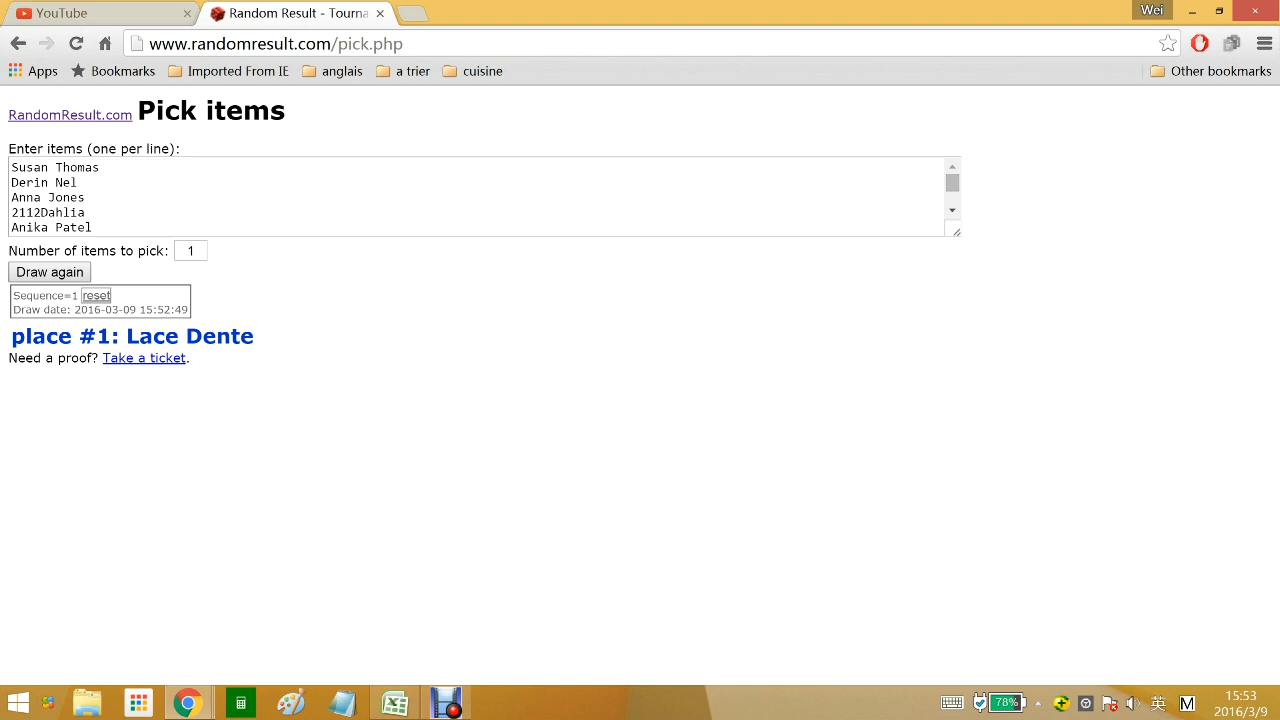 YouTube
Random Result - Tourna
Wei
www.randomresult.com/pick.php
Apps
Bookmarks
Imported From IE
anglais
a trier
cuisine
Other bookmarks
RandomResult.com Pick items
Enter items (one per line):
Susan Thomas
Derin Nel
Anna Jones
2112Dahlia
Anika Patel
Number of items to pick: 1
Draw again
Sequence=1 reset
Draw date: 2016-03-09 15:52:49
place #1: Lace Dente
Need a proof? Take a ticket.
78%
英
M
15:53
2016/3/9